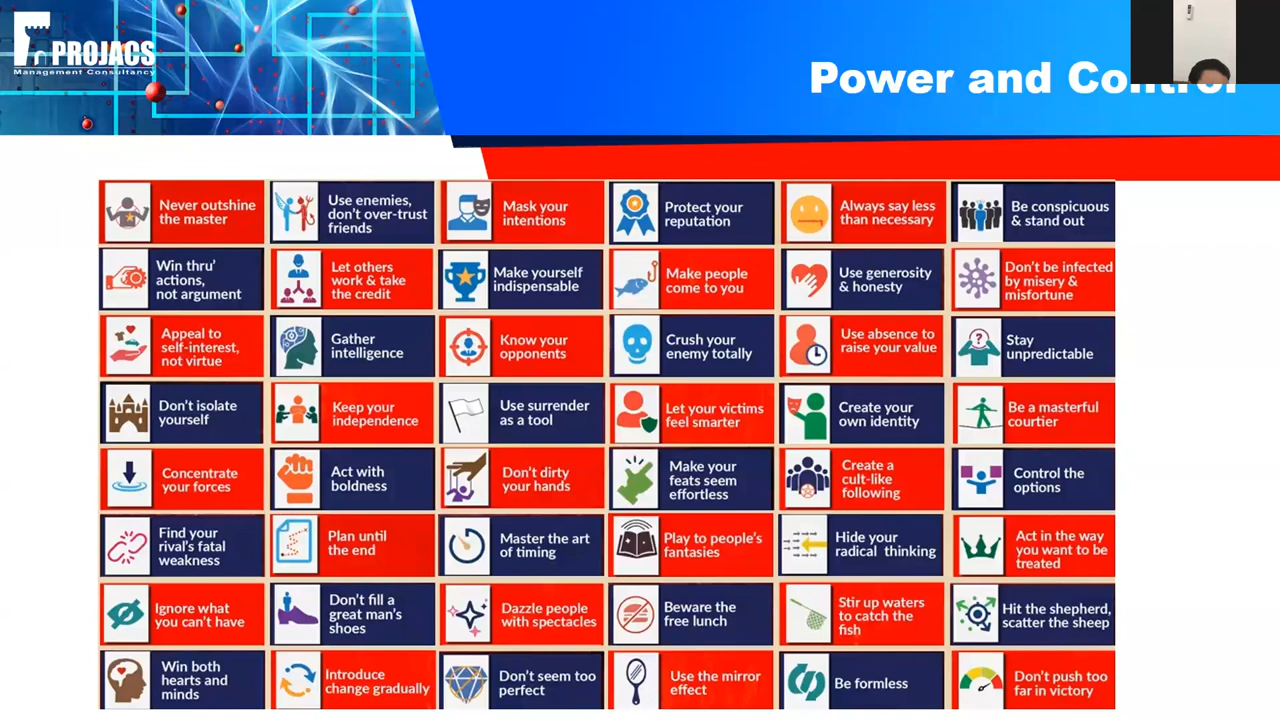 PROJACS
Management Consultancy
Power and Control
Never outshine
the master
Use enemies,
don't over-trust
friends
Mask your
intentions
Protect your
reputation
Always say less
than necessary
Be conspicuous
& stand out
Win thru'
actions,
not argument
Let others
work & take
the credit
Make yourself
indispensable
Make people
come to you
Use generosity
& honesty
Don't be infected
by misery &
misfortune
Appeal to
self-interest,
not virtue
Gather
intelligence
Know your
opponents
Crush your
enemy totally
Use absence to
raise your value
Stay
unpredictable
Don't isolate
yourself
Keep your
independence
Use surrender
as a tool
Let your victims
feel smarter
Create your
own identity
Be a masterful
courtier
Concentrate
your forces
Act with
boldness
Don't dirty
your hands
Make your
feats seem
effortless
Create a
cult-like
following
Control the
options
Find your
rival's fatal
weakness
Plan until
the end
Master the art
of timing
Play to people's
fantasies
Hide your
radical thinking
Act in the way
you want to be
treated
Ignore what
you can't have
Don't fill a
great man's
shoes
Dazzle people
with spectacles
Beware the
free lunch
Stir up waters
to catch the
fish
Hit the shepherd,
scatter the sheep
Win both
hearts and
minds
Introduce
change gradually
Don't seem too
perfect
Use the mirror
effect
Be formless
Don't push too
far in victory